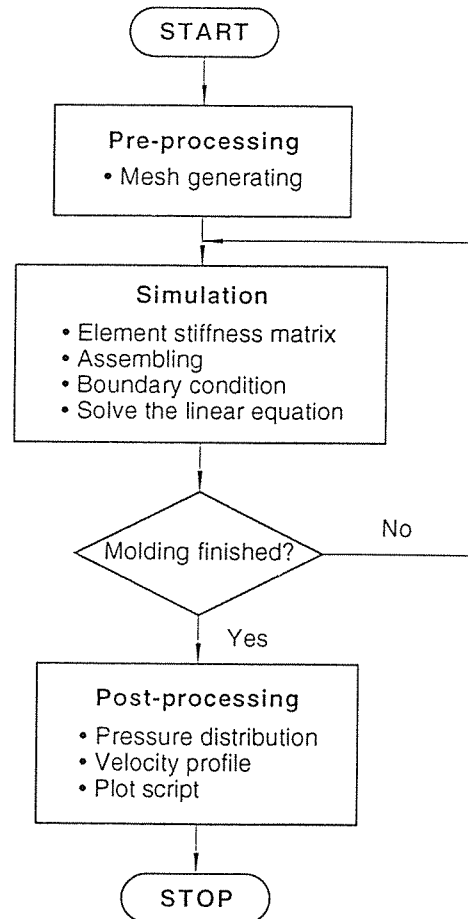 START
Pre-processing
• Mesh generating
Simulation
• Element stiffness matrix
• Assembling
• Boundary condition
• Solve the linear equation
Molding finished?
No
Yes
Post-processing
• Pressure distribution
• Velocity profile
• Plot script
STOP